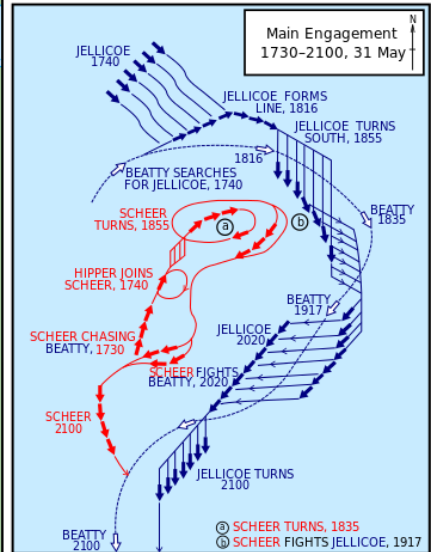 Main Engagement
1730–2100, 31 May
N
JELLICOE
1740
JELLICOE FORMS
LINE, 1816
JELLICOE TURNS
SOUTH, 1855
1816
BEATTY SEARCHES
FOR JELLICOE, 1740
BEATTY
1835
SCHEER
TURNS, 1855
a
b
HIPPER JOINS
SCHEER, 1740
BEATTY
1917
JELLICOE
2020
SCHEER CHASING
BEATTY, 1730
SCHEER FIGHTS
BEATTY, 2020
SCHEER
2100
JELLICOE TURNS
2100
BEATTY
2100
a SCHEER TURNS, 1835
b SCHEER FIGHTS JELLICOE, 1917